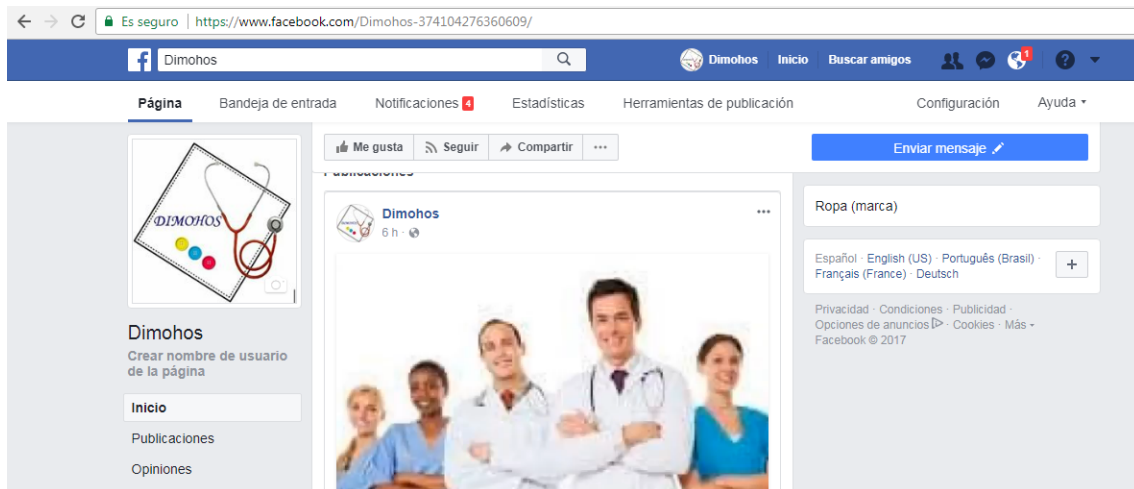 Es seguro | https://www.facebook.com/Dimohos-374104276360609/
Dimohos
Dimohos Inicio Buscar amigos 1
Página Bandeja de entrada Notificaciones 4 Estadísticas Herramientas de publicación Configuración Ayuda
Me gusta Seguir Compartir ... Enviar mensaje
Publicaciones
DIMOHOS
Dimohos
6 h ·
Ropa (marca)
Español · English (US) · Português (Brasil) ·
Français (France) · Deutsch
+
Privacidad · Condiciones · Publicidad ·
Opciones de anuncios · Cookies · Más
Facebook © 2017
Dimohos
Crear nombre de usuario
de la página
Inicio
Publicaciones
Opiniones